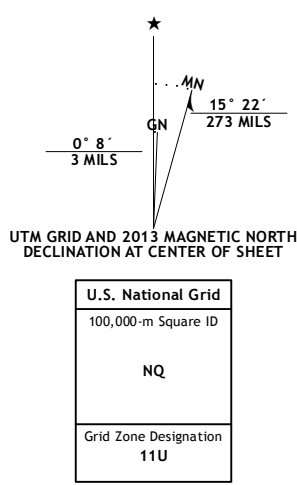 ★
MN
15° 22´
273 MILS
GN
0° 8´
3 MILS
UTM GRID AND 2013 MAGNETIC NORTH
DECLINATION AT CENTER OF SHEET
U.S. National Grid
100,000-m Square ID
NQ
Grid Zone Designation
11U